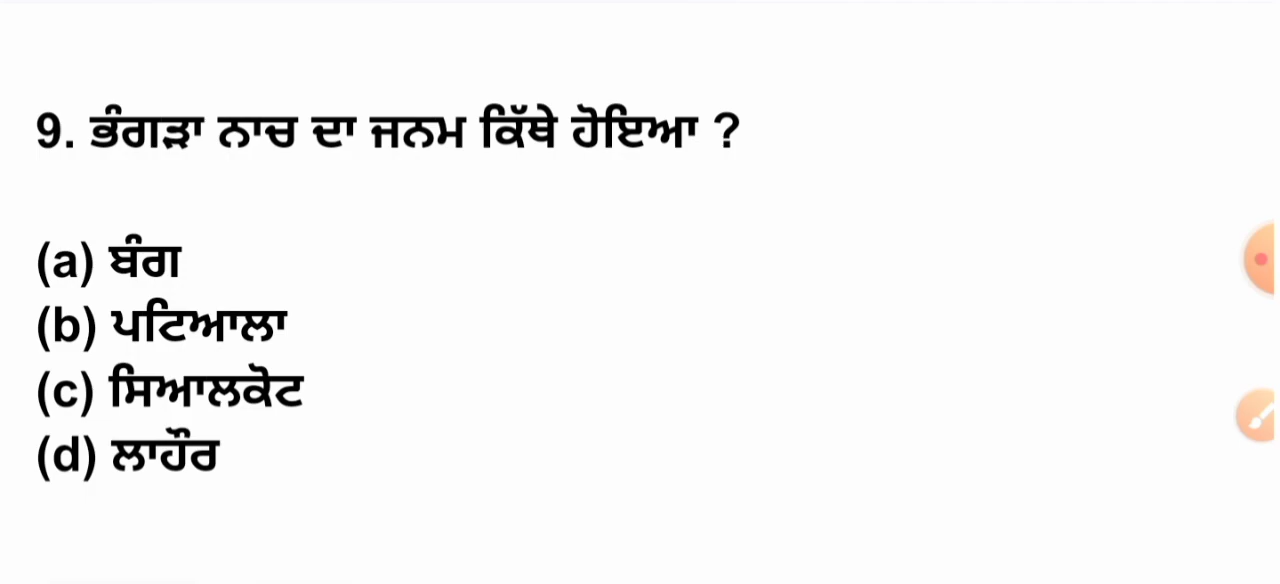 9. ਭੰਗੜਾ ਨਾਚ ਦਾ ਜਨਮ ਕਿੱਥੇ ਹੋਇਆ ?
(a) ਬੰਗ
(b) ਪਟਿਆਲਾ
(c) ਸਿਆਲਕੋਟ
(d) ਲਾਹੌਰ